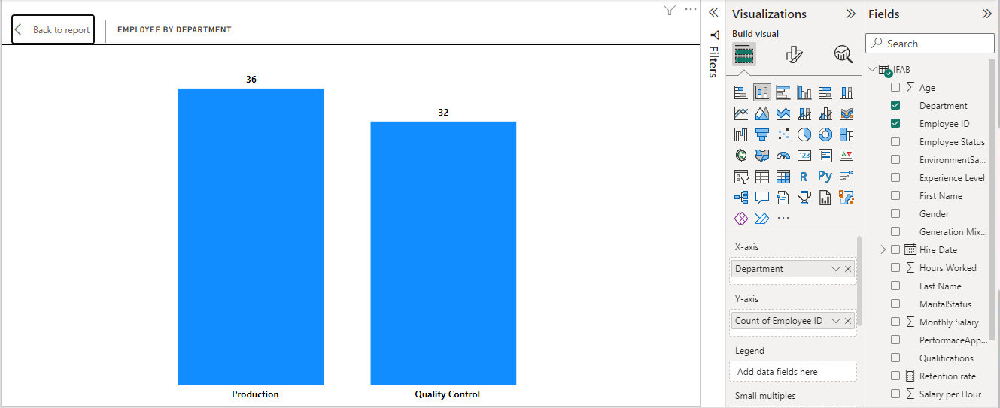 Back to report
EMPLOYEE BY DEPARTMENT
36
32
Production
Quality Control
Filters
Visualizations
Build visual
123
R
Py
X-axis
Department
Y-axis
Count of Employee ID
Legend
Add data fields here
Small multiples
Fields
Search
IFAB
Age
Department
Employee ID
Employee Status
EnvironmentSa...
Experience Level
First Name
Gender
Generation Mix...
Hire Date
Hours Worked
Last Name
MaritalStatus
Monthly Salary
PerformaceApp...
Qualifications
Retention rate
Salary per Hour